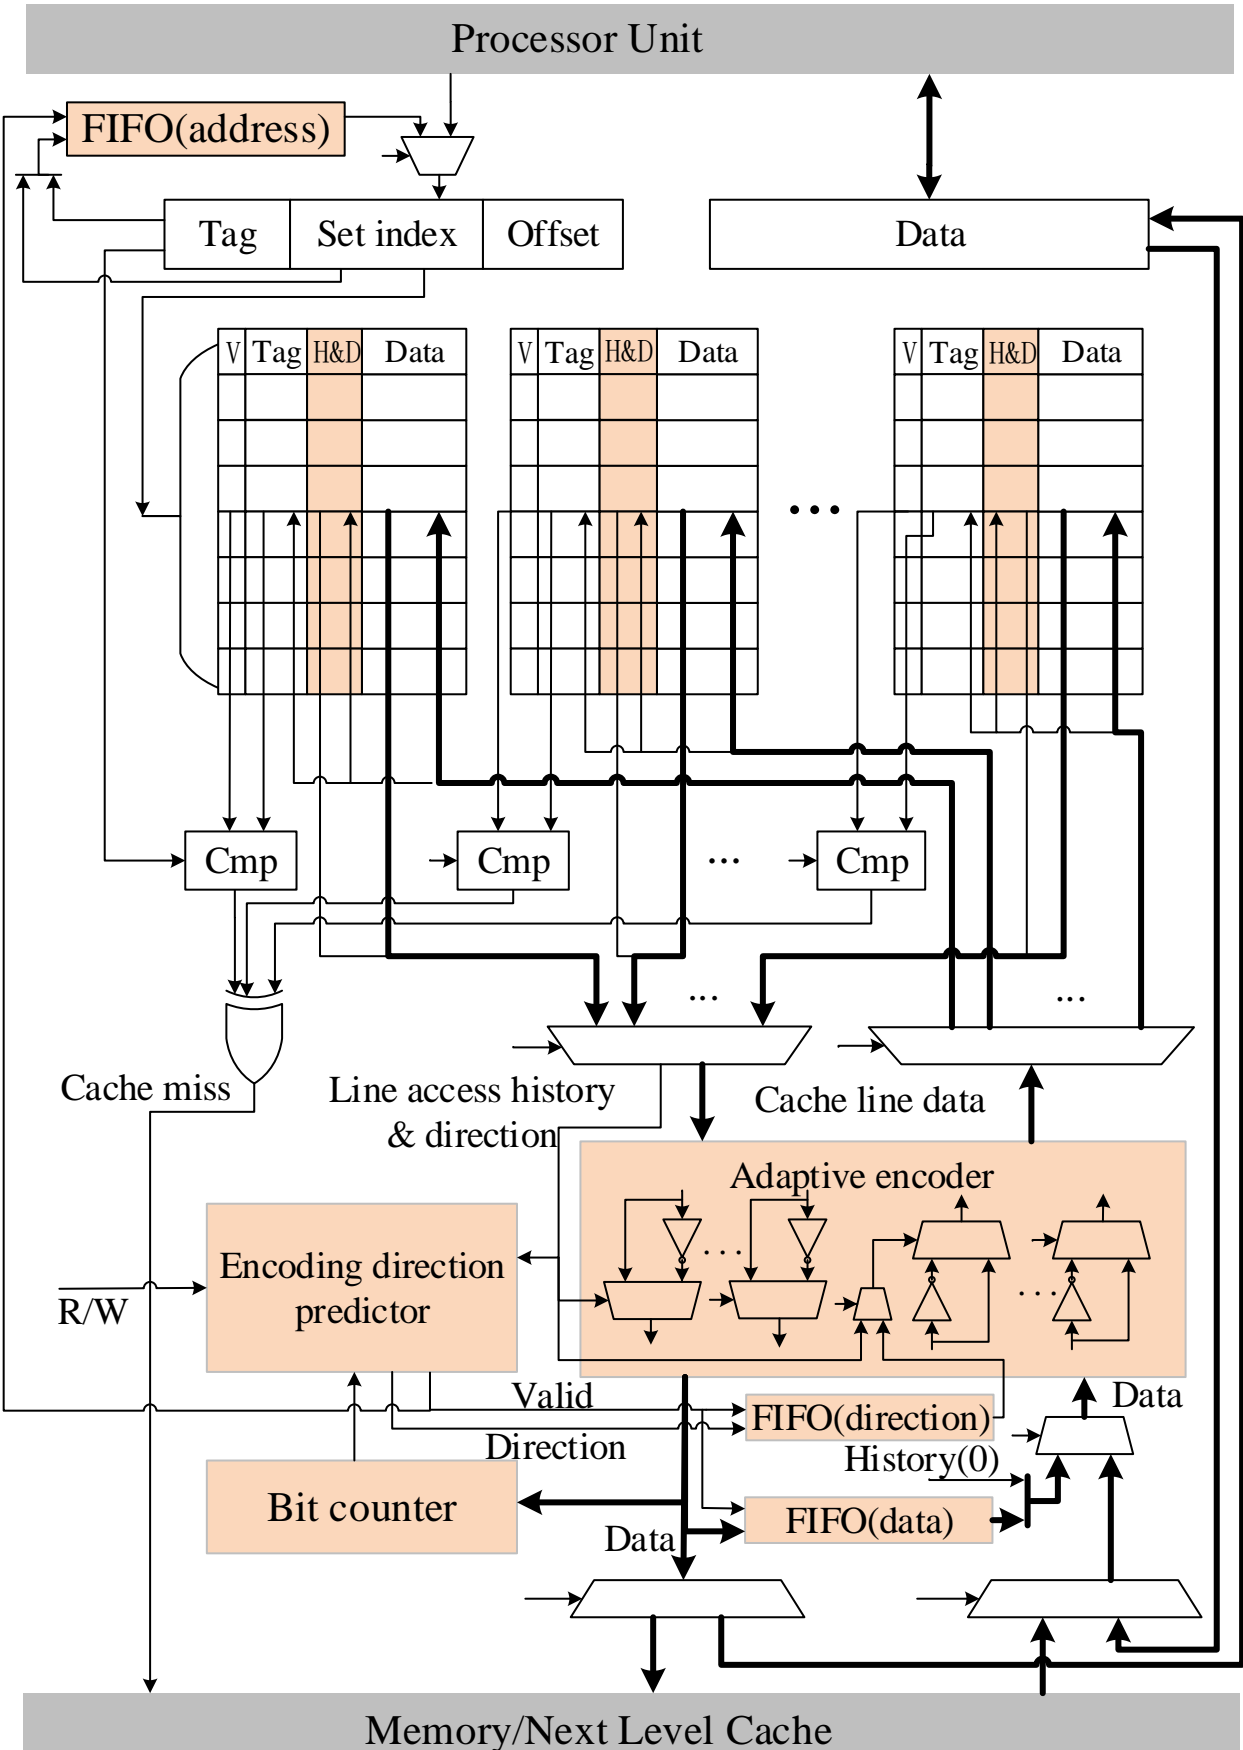 Processor Unit
FIFO(address)
Tag Set index Offset
Data
V Tag H&D Data
V Tag H&D Data
V Tag H&D Data
...
Cmp
Cmp
...
Cmp
...
...
Cache miss
Line access history
& direction
Cache line data
Adaptive encoder
...
...
Encoding direction
predictor
R/W
Valid
Direction
FIFO(direction)
Data
History(0)
Bit counter
FIFO(data)
Data
Memory/Next Level Cache